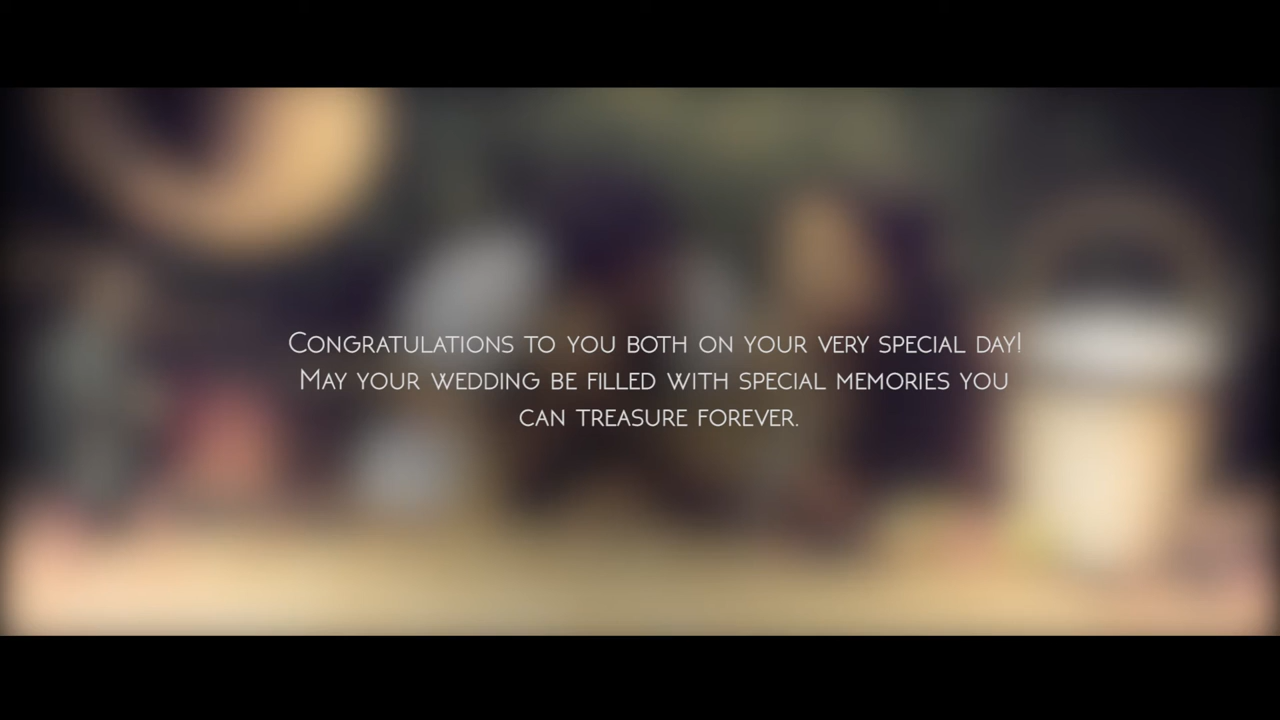 Congratulations to you both on your very special day!
May your wedding be filled with special memories you
can treasure forever.